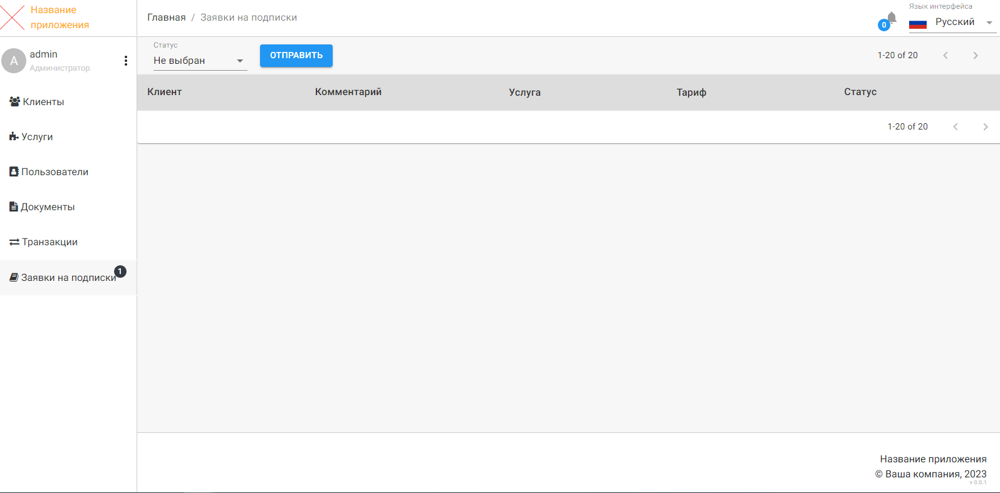 Название
приложения
Главная / Заявки на подписки
0
Язык интерфейса
Русский
A
admin
Администратор
Клиенты
Услуги
Пользователи
Документы
Транзакции
Заявки на подписки
1
Статус
Не выбран
ОТПРАВИТЬ
1-20 of 20
Клиент Комментарий Услуга Тариф Статус
1-20 of 20
Название приложения
© Ваша компания, 2023
v 0.0.1